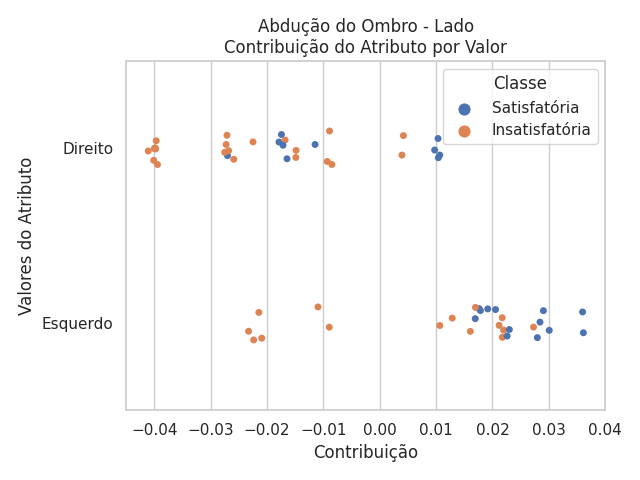 Abdução do Ombro - Lado
Contribuição do Atributo por Valor
Classe
Satisfatória
Insatisfatória
Valores do Atributo
Direito
Esquerdo
−0.04 −0.03 −0.02 −0.01 0.00 0.01 0.02 0.03 0.04
Contribuição